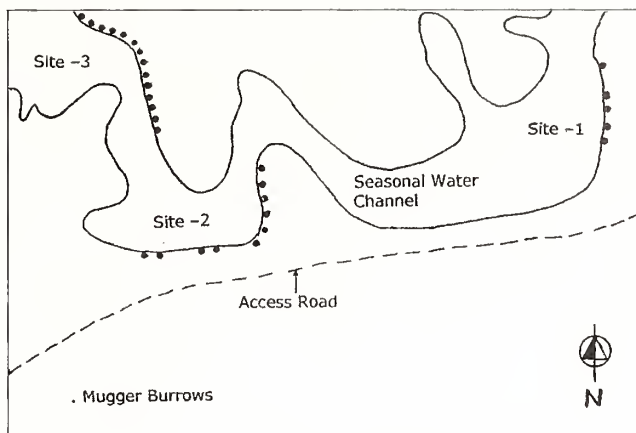 Site -3
Site -1
Seasonal Water
Channel
Site -2
Access Road
N
. Mugger Burrows